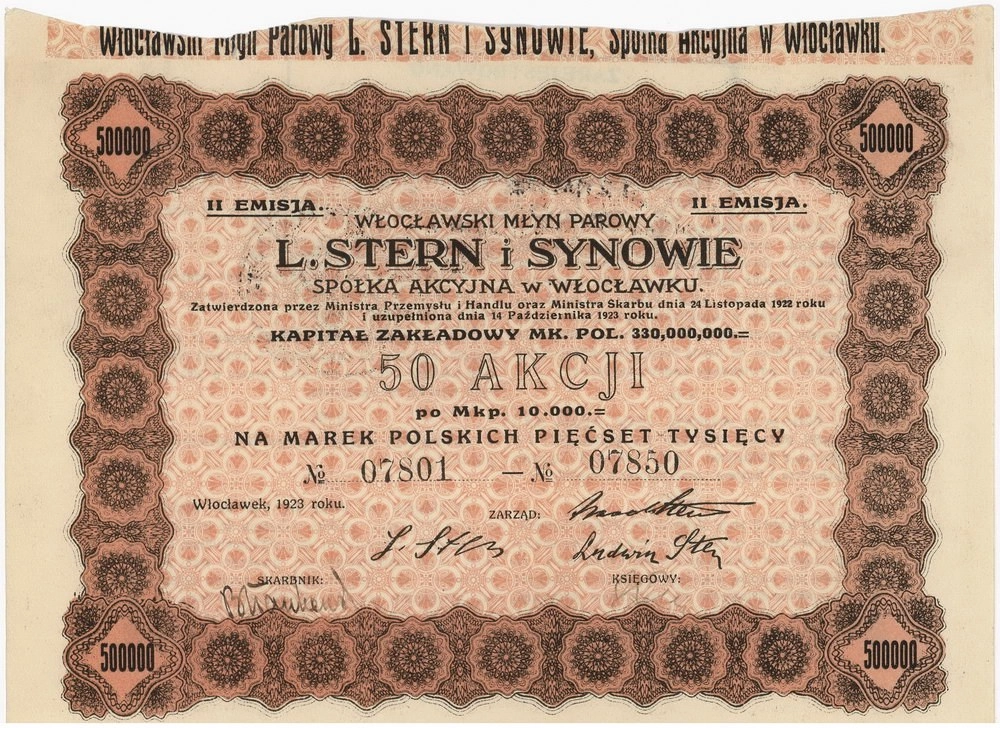 Włocławski Młyn Parowy L. STERN i SYNOWIE, Spółka Akcyjna w Włocławku.
500000 500000
II EMISJA. II EMISJA.
WŁOCŁAWSKI MŁYN PAROWY
L. STERN i SYNOWIE
SPÓŁKA AKCYJNA w WŁOCŁAWKU.
Zatwierdzona przez Ministra Przemysłu i Handlu oraz Ministra Skarbu dnia 24 Listopada 1922 roku
i uzupełniona dnia 14 Października 1923 roku.
KAPITAŁ ZAKŁADOWY MK. POL. 330,000,000.=
50 AKCJI
po Mkp. 10.000.=
NA MAREK POLSKICH PIĘĆSET TYSIĘCY
№ 07801 — № 07850
Włocławek, 1923 roku.
ZARZĄD:
L. Stern Ludwin Stern
SKARBNIK: KSIĘGOWY:
500000 500000